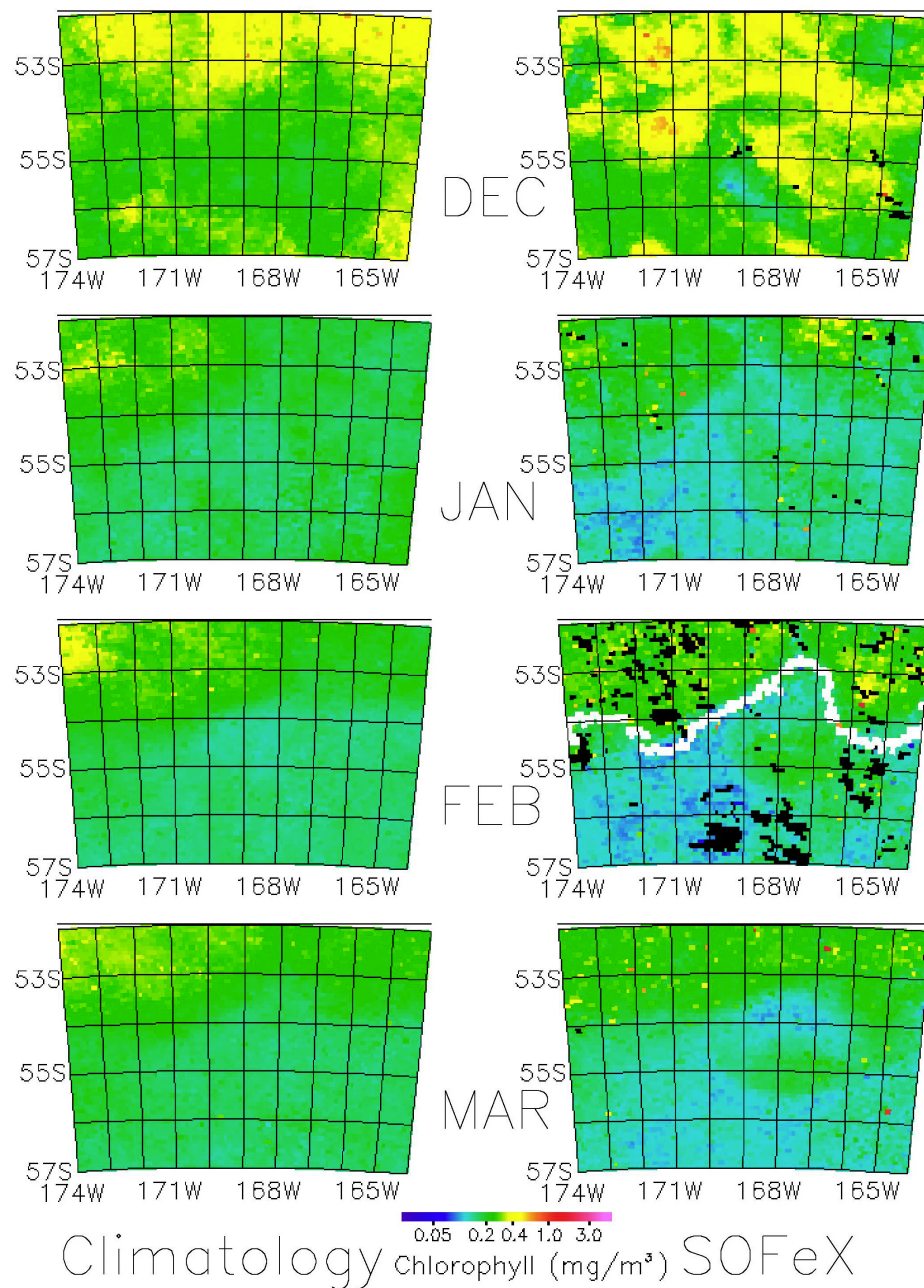 53S 53S
55S 55S
DEC
57S 57S
174W 171W 168W 165W 174W 171W 168W 165W
53S 53S
55S 55S
JAN
57S 57S
174W 171W 168W 165W 174W 171W 168W 165W
53S 53S
55S 55S
FEB
57S 57S
174W 171W 168W 165W 174W 171W 168W 165W
53S 53S
55S 55S
MAR
57S 57S
174W 171W 168W 165W 174W 171W 168W 165W
0.05 0.2 0.4 1.0 3.0
Climatology Chlorophyll (mg/m³) SOFeX